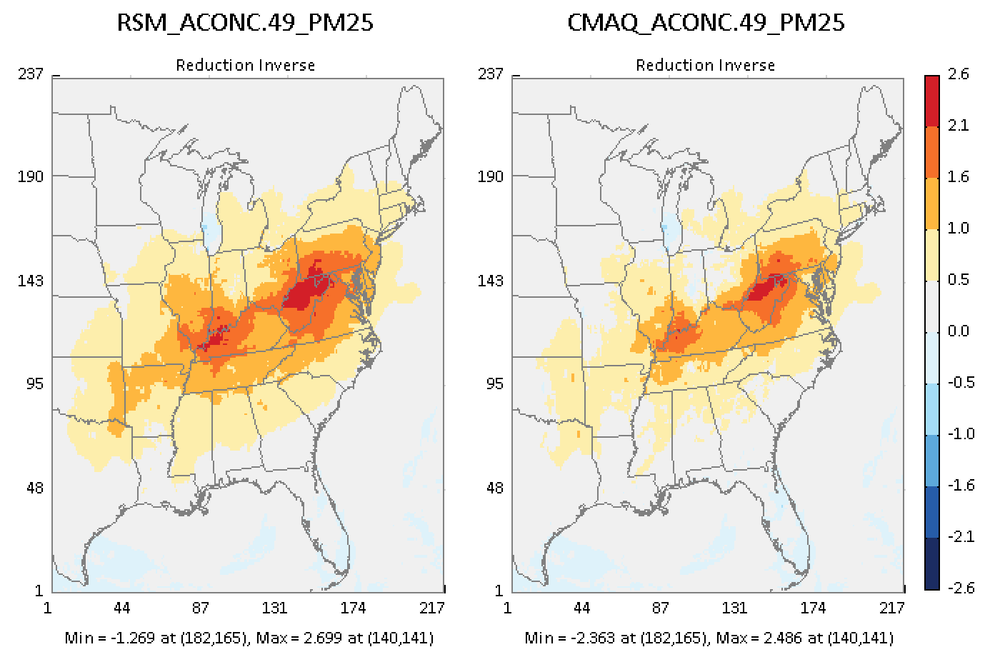 RSM_ACONC.49_PM25
Reduction Inverse
237
190
143
95
48
1
1 44 87 131 174 217
Min = -1.269 at (182,165), Max = 2.699 at (140,141)
CMAQ_ACONC.49_PM25
Reduction Inverse
237
190
143
95
48
1
1 44 87 131 174 217
Min = -2.363 at (182,165), Max = 2.486 at (140,141)
2.6
2.1
1.6
1.0
0.5
0.0
-0.5
-1.0
-1.6
-2.1
-2.6